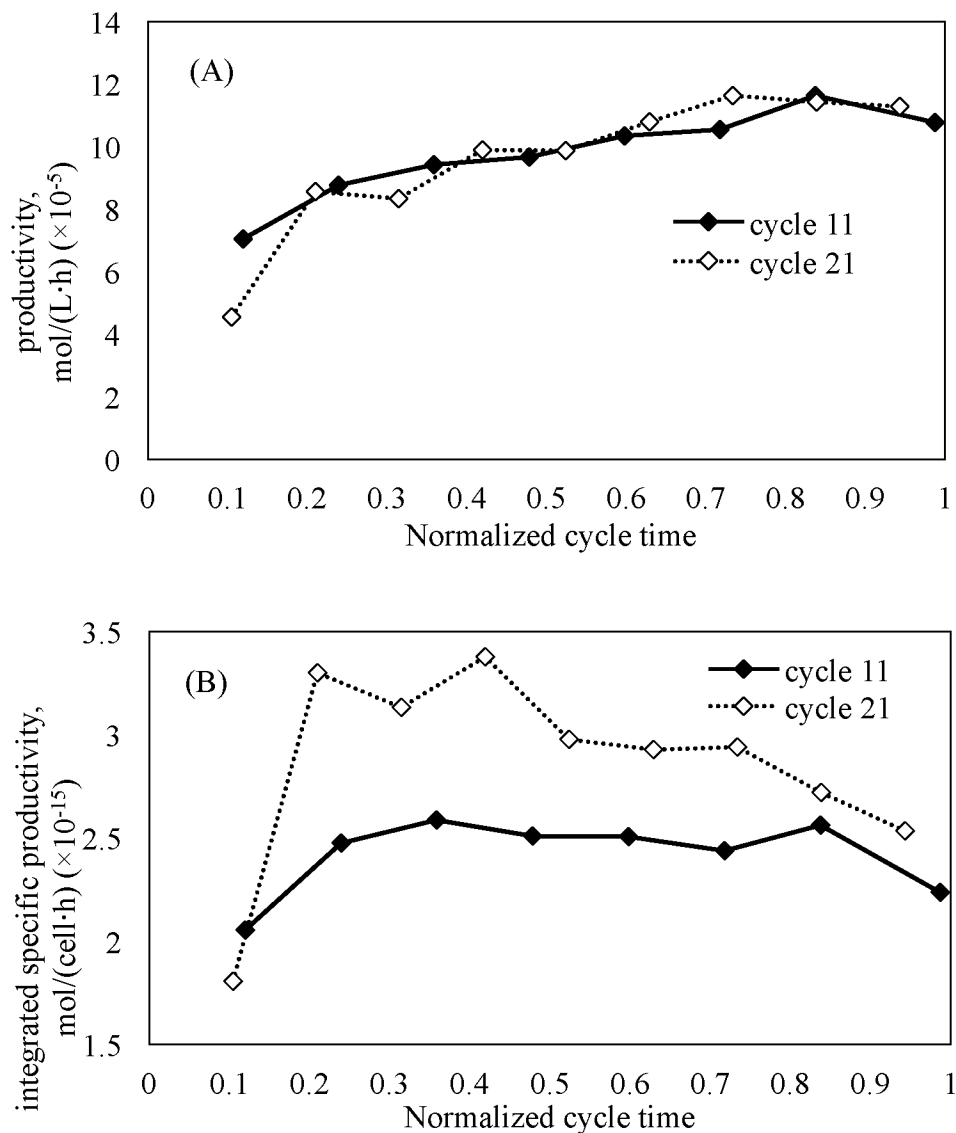 14
12
10
8
6
4
2
0
(A)
cycle 11
cycle 21
productivity,
mol/(L·h) (×10⁻⁵)
0 0.1 0.2 0.3 0.4 0.5 0.6 0.7 0.8 0.9 1
Normalized cycle time
3.5
3
2.5
2
1.5
(B)
cycle 11
cycle 21
integrated specific productivity,
mol/(cell·h) (×10⁻¹⁵)
0 0.1 0.2 0.3 0.4 0.5 0.6 0.7 0.8 0.9 1
Normalized cycle time